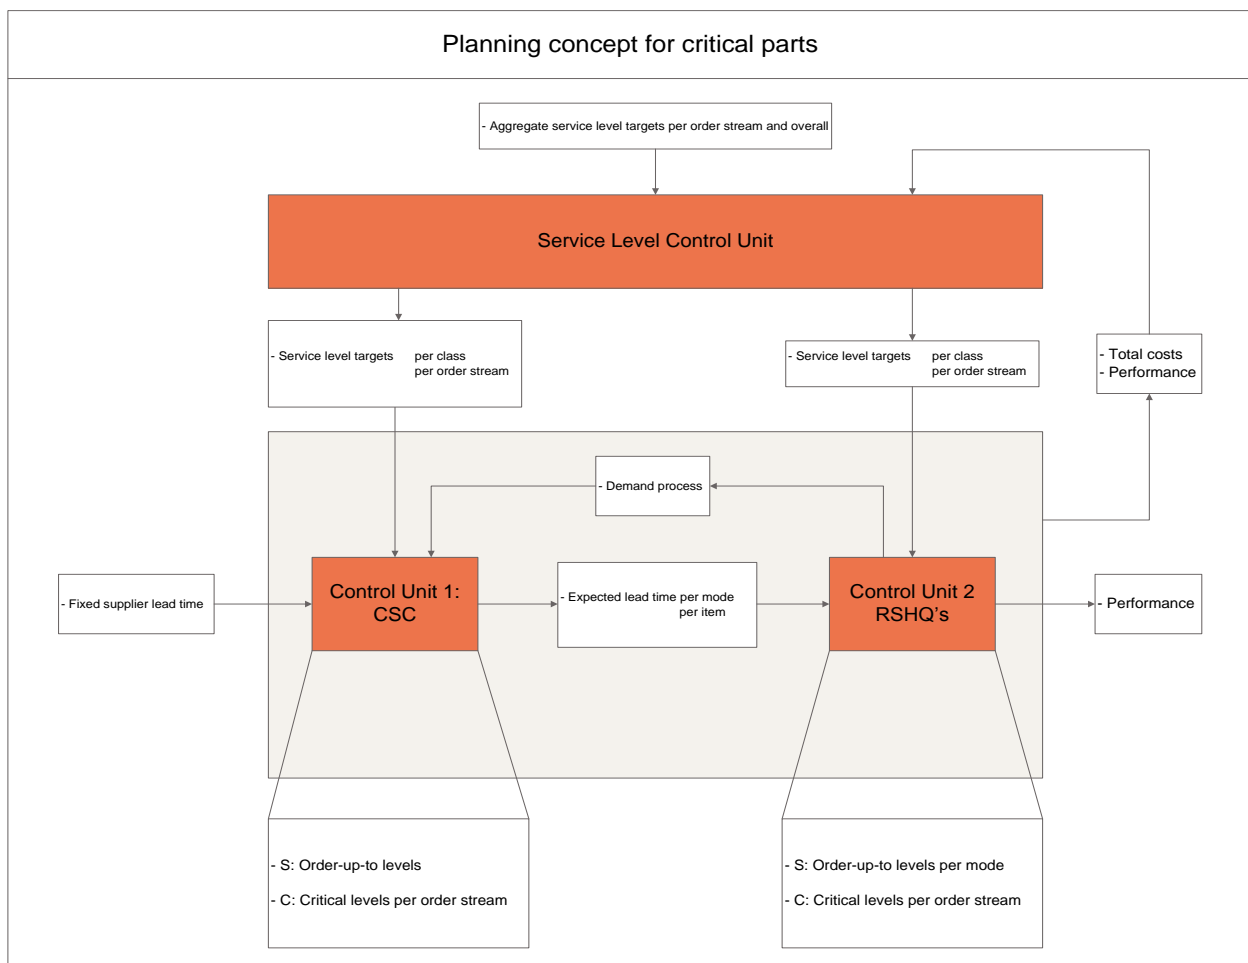 Planning concept for critical parts
- Aggregate service level targets per order stream and overall
Service Level Control Unit
- Service level targets per class
per order stream
- Service level targets per class
per order stream
- Total costs
- Performance
- Demand process
- Fixed supplier lead time
Control Unit 1:
CSC
- Expected lead time per mode
per item
Control Unit 2
RSHQ's
- Performance
- S: Order-up-to levels
- C: Critical levels per order stream
- S: Order-up-to levels per mode
- C: Critical levels per order stream